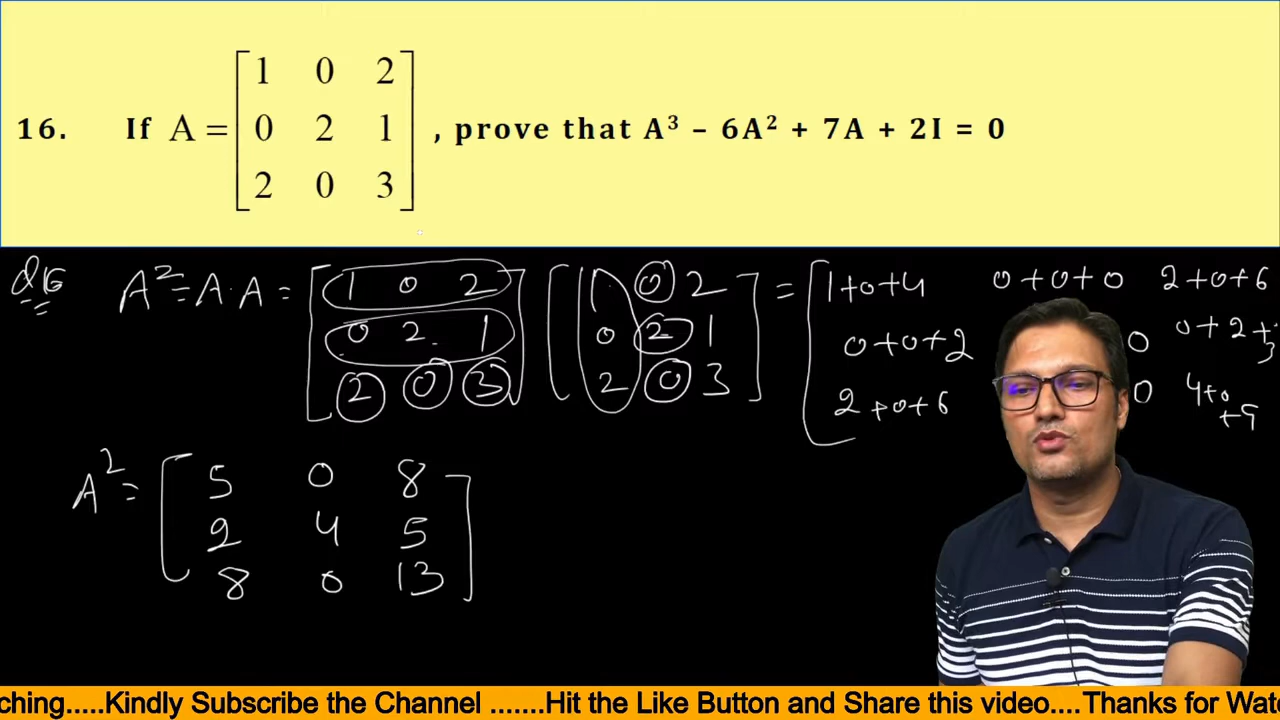 16. If A = [1 0 2
0 2 1
2 0 3] , prove that A³ – 6A² + 7A + 2I = 0
Q16 A² = A·A = [1 0 2 [1 0 2 = [1+0+4 0+0+0 2+0+6
0 2 1 0 2 1 0+0+2 0 0+2+3
2 0 3] 2 0 3] 2+0+6 0 4+0+9
A² = [5 0 8
2 4 5
8 0 13]
ching.....Kindly Subscribe the Channel .......Hit the Like Button and Share this video....Thanks for Wat